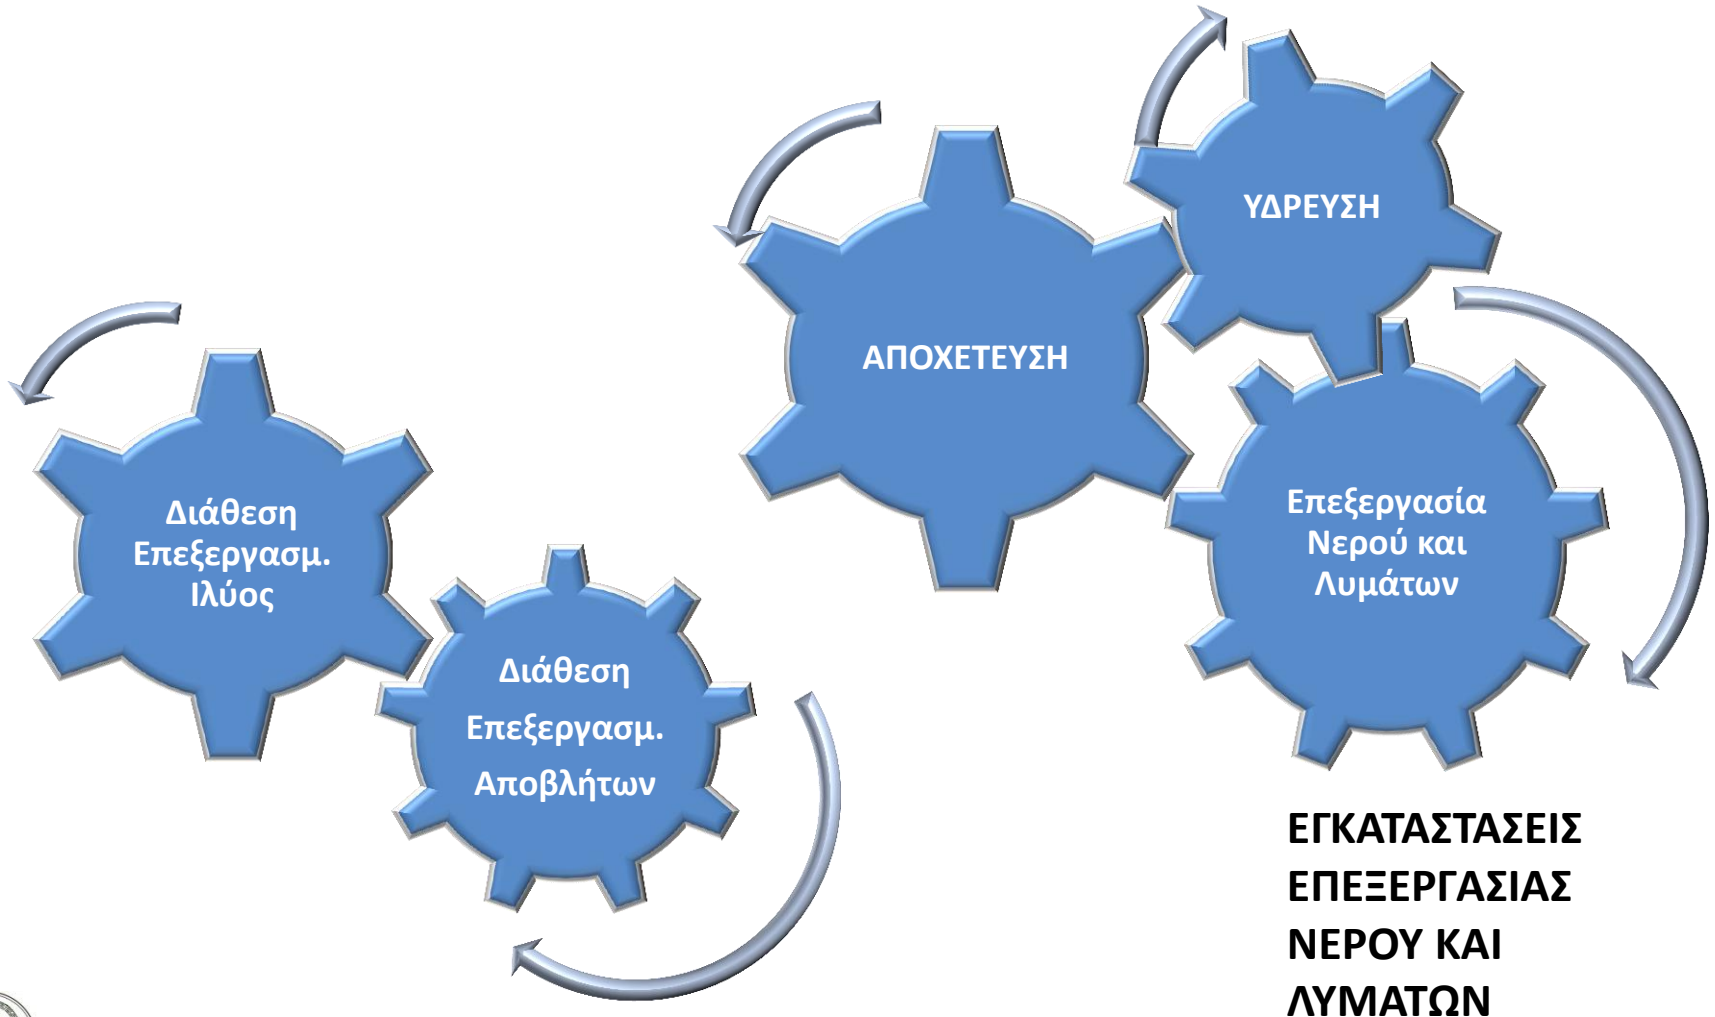 ΥΔΡΕΥΣΗ
ΑΠΟΧΕΤΕΥΣΗ
Επεξεργασία
Νερού και
Λυμάτων
Διάθεση
Επεξεργασμ.
Ιλύος
Διάθεση
Επεξεργασμ.
Αποβλήτων
ΕΓΚΑΤΑΣΤΑΣΕΙΣ
ΕΠΕΞΕΡΓΑΣΙΑΣ
ΝΕΡΟΥ ΚΑΙ
ΛΥΜΑΤΩΝ